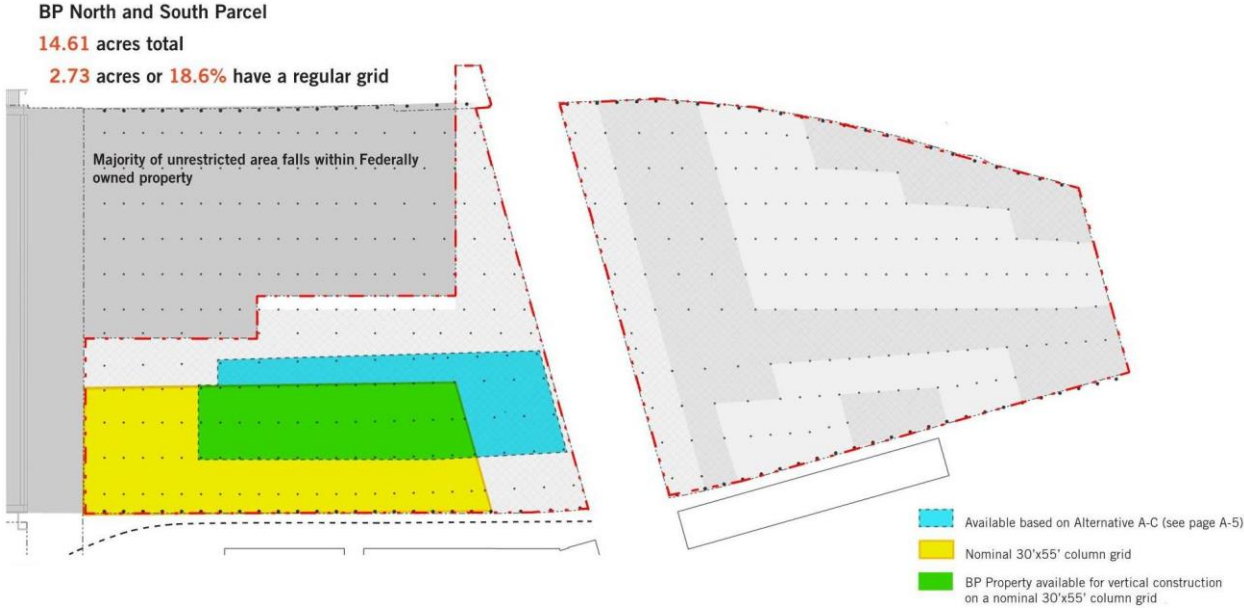 BP North and South Parcel
14.61 acres total
2.73 acres or 18.6% have a regular grid
Majority of unrestricted area falls within Federally
owned property
Available based on Alternative A-C (see page A-5)
Nominal 30'x55' column grid
BP Property available for vertical construction
on a nominal 30'x55' column grid